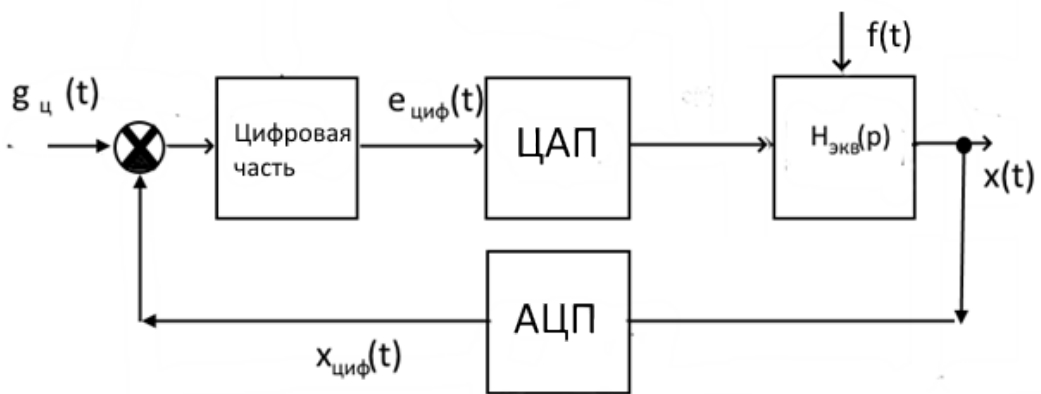 f(t)
g ц (t)
Цифровая
часть
e циф(t)
ЦАП
Hэкв(p)
x(t)
АЦП
xциф(t)